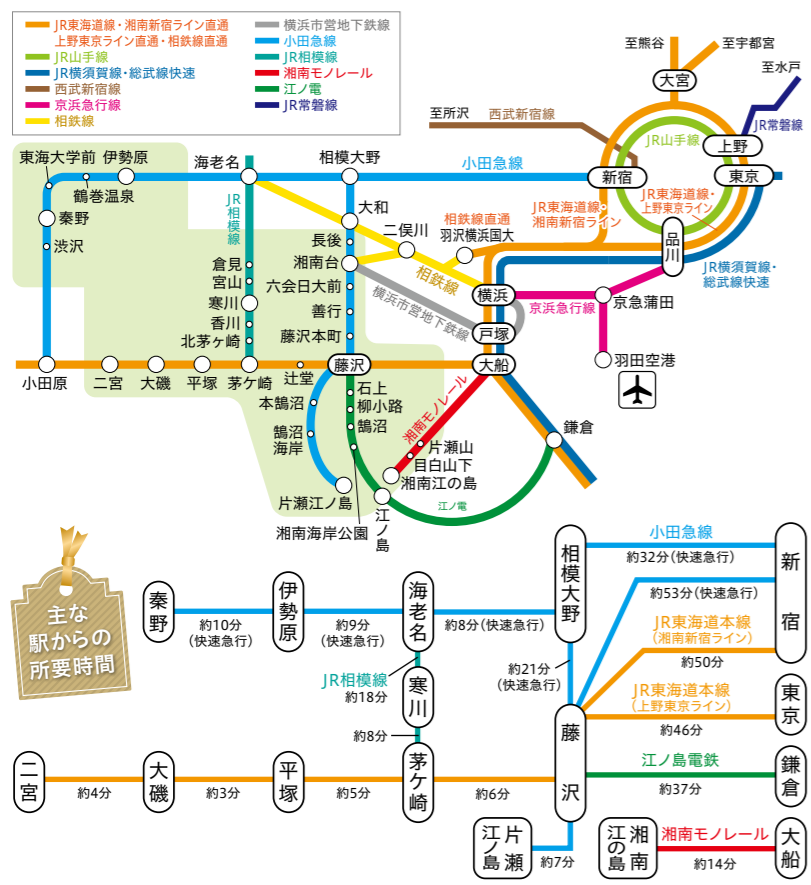 JR東海道線・湘南新宿ライン直通
上野東京ライン直通・相鉄線直通
JR山手線
JR横須賀線・総武線快速
西武新宿線
京浜急行線
相鉄線
横浜市営地下鉄線
小田急線
JR相模線
湘南モノレール
江ノ電
JR常磐線
至熊谷
至宇都宮
至水戸
大宮
至所沢
西武新宿線
JR山手線
JR常磐線
上野
東海大学前
伊勢原
海老名
相模大野
小田急線
新宿
東京
鶴巻温泉
秦野
渋沢
JR相模線
大和
二俣川
長後
湘南台
相鉄線直通
羽沢横浜国大
JR東海道線・
湘南新宿ライン
JR東海道線・
上野東京ライン
品川
JR横須賀線・
総武線快速
倉見
宮山
寒川
香川
北茅ヶ崎
六会日大前
善行
藤沢本町
相鉄線
横浜市営地下鉄線
横浜
京浜急行線
京急蒲田
戸塚
羽田空港
小田原
二宮
大磯
平塚
茅ケ崎
辻堂
藤沢
大船
本鵠沼
鵠沼
海岸
石上
柳小路
鵠沼
湘南モノレール
片瀬山
目白山下
湘南江の島
鎌倉
片瀬江ノ島
湘南海岸公園
江ノ島
江ノ電
主な
駅からの
所要時間
秦野
約10分
(快速急行)
伊勢原
約9分
(快速急行)
海老名
約8分(快速急行)
相模大野
小田急線
約32分(快速急行)
新宿
約53分(快速急行)
JR東海道本線
(湘南新宿ライン)
約50分
約21分
(快速急行)
JR相模線
約18分
寒川
約8分
JR東海道本線
(上野東京ライン)
約46分
東京
二宮
約4分
大磯
約3分
平塚
約5分
茅ケ崎
約6分
藤沢
江ノ島電鉄
約37分
鎌倉
片瀬
江ノ島
約7分
湘南
江の島
湘南モノレール
約14分
大船